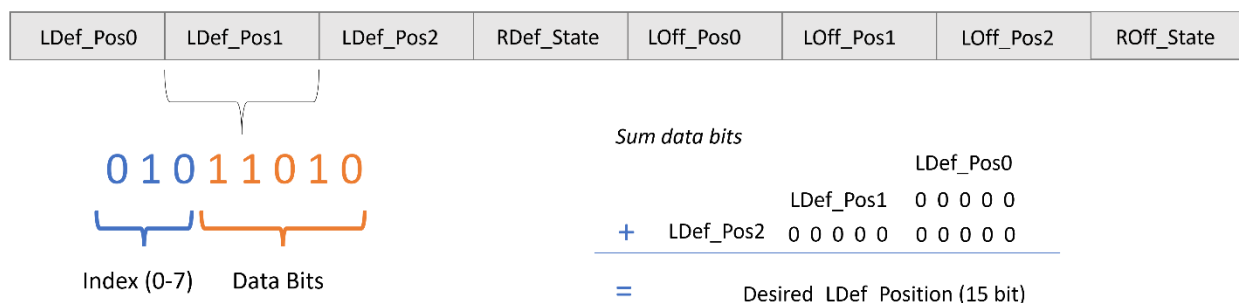 LDef_Pos0 LDef_Pos1 LDef_Pos2 RDef_State LOff_Pos0 LOff_Pos1 LOff_Pos2 ROff_State
0 1 0 1 1 0 1 0
Index (0-7) Data Bits
Sum data bits
LDef_Pos0
LDef_Pos1 0 0 0 0 0
+ LDef_Pos2 0 0 0 0 0 0 0 0 0 0
= Desired LDef Position (15 bit)